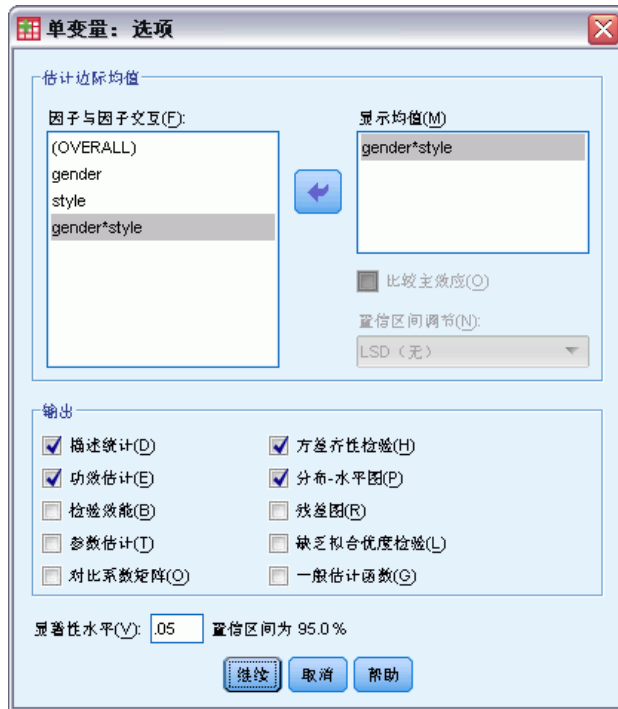 单变量：选项
估计边际均值
因子与因子交互(F):
(OVERALL)
gender
style
gender*style
显示均值(M)
gender*style
比较主效应(O)
置信区间调节(N):
LSD（无）
输出
描述统计(D)
功效估计(E)
检验效能(B)
参数估计(T)
对比系数矩阵(O)
方差齐性检验(H)
分布-水平图(P)
残差图(R)
缺乏拟合优度检验(L)
一般估计函数(G)
显著性水平(V): .05 置信区间为 95.0 %
继续 取消 帮助